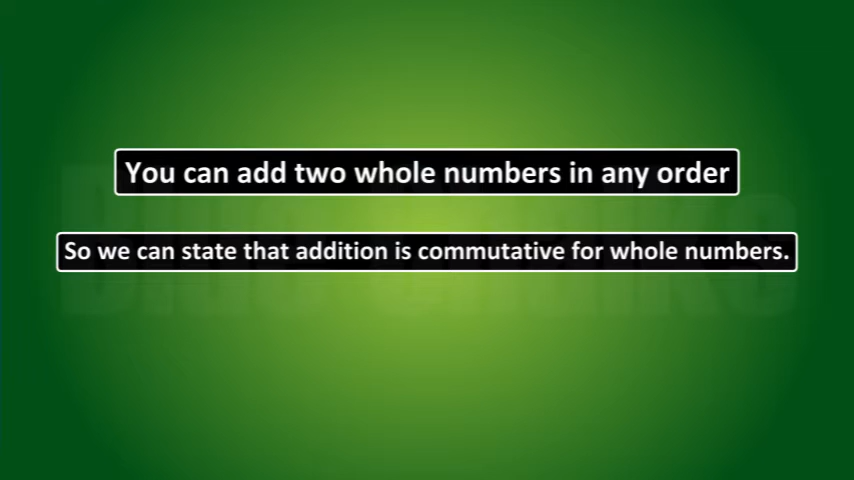 You can add two whole numbers in any order
So we can state that addition is commutative for whole numbers.